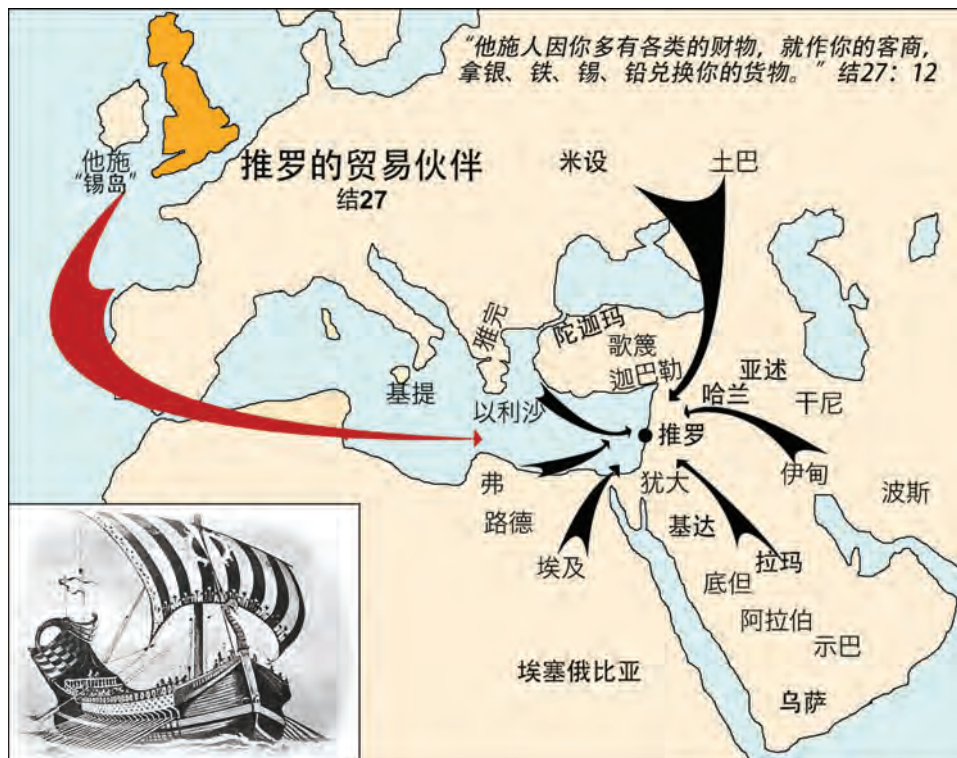 “他施人因你多有各类的财物，就作你的客商，
拿银、铁、锡、铅兑换你的货物。” 结27：12
推罗的贸易伙伴
结27
他施
“锡岛”
米设
土巴
雅完
陀迦玛
歌篾
迦巴勒
亚述
哈兰
干尼
基提
以利沙
推罗
伊甸
波斯
弗
犹大
路德
基达
埃及
拉玛
底但
阿拉伯
示巴
埃塞俄比亚
乌萨